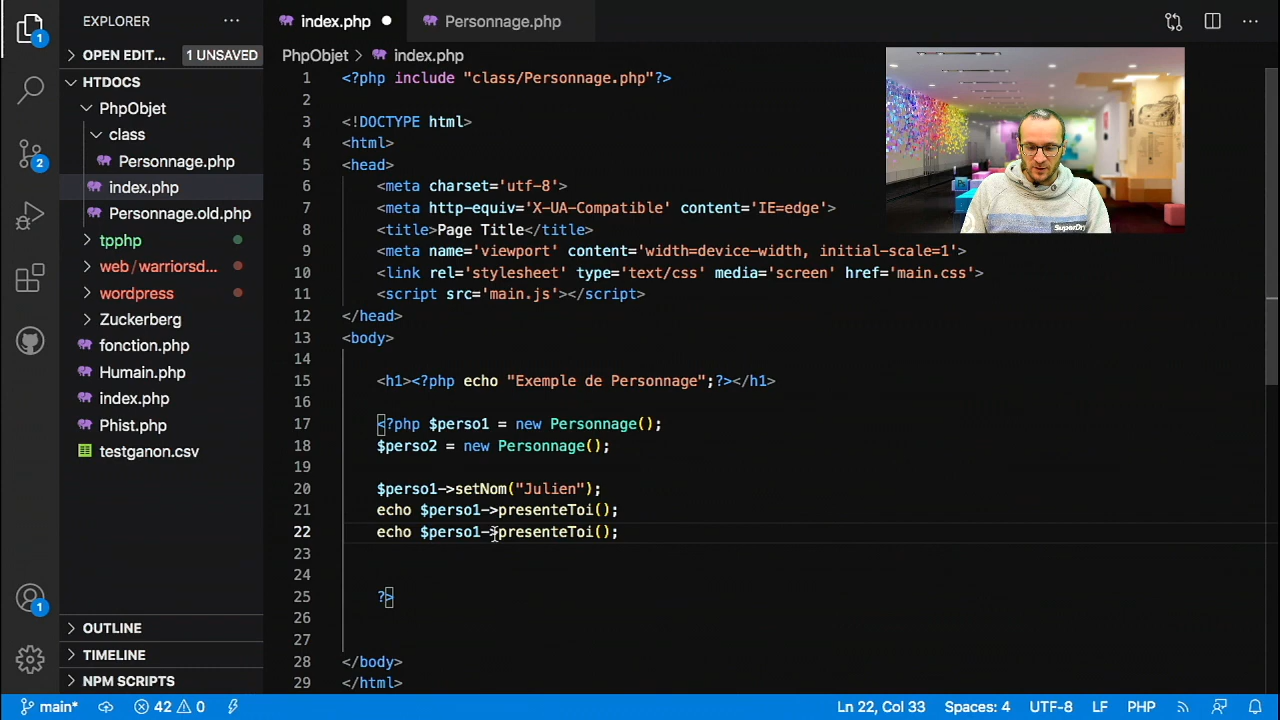 EXPLORER
index.php
Personnage.php
OPEN EDIT...
1 UNSAVED
PhpObjet
index.php
HTDOCS
PhpObjet
class
Personnage.php
index.php
Personnage.old.php
tpphp
web / warriorsd...
wordpress
Zuckerberg
fonction.php
Humain.php
index.php
Phist.php
testganon.csv
OUTLINE
TIMELINE
NPM SCRIPTS
1
2
1
1 <?php include "class/Personnage.php"?>
2
3 <!DOCTYPE html>
4 <html>
5 <head>
6 <meta charset='utf-8'>
7 <meta http-equiv='X-UA-Compatible' content='IE=edge'>
8 <title>Page Title</title>
9 <meta name='viewport' content='width=device-width, initial-scale=1'>
10 <link rel='stylesheet' type='text/css' media='screen' href='main.css'>
11 <script src='main.js'></script>
12 </head>
13 <body>
14
15 <h1><?php echo "Exemple de Personnage";?></h1>
16
17 <?php $perso1 = new Personnage();
18 $perso2 = new Personnage();
19
20 $perso1->setNom("Julien");
21 echo $perso1->presenteToi();
22 echo $perso1->presenteToi();
23
24
25 ?>
26
27
28 </body>
29 </html>
SUPERDRY
Ps
main*
42
0
Ln 22, Col 33
Spaces: 4
UTF-8
LF
PHP